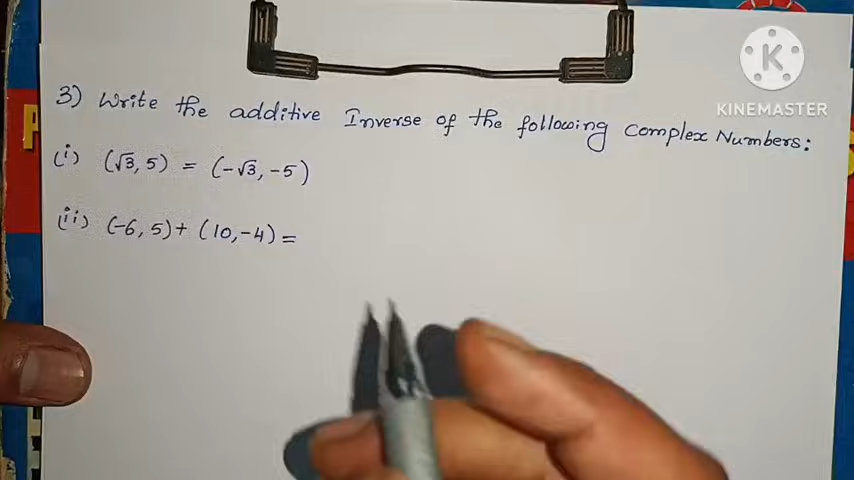 3) Write the additive Inverse of the following Complex Numbers:
(i) (√3, 5) = (-√3, -5)
(ii) (-6, 5) + (10, -4) =
K
KINEMASTER